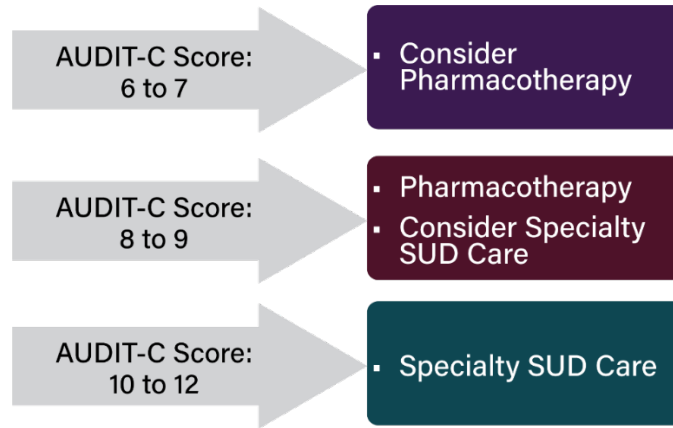 AUDIT-C Score:
6 to 7
▪ Consider
Pharmacotherapy
AUDIT-C Score:
8 to 9
▪ Pharmacotherapy
▪ Consider Specialty
SUD Care
AUDIT-C Score:
10 to 12
▪ Specialty SUD Care